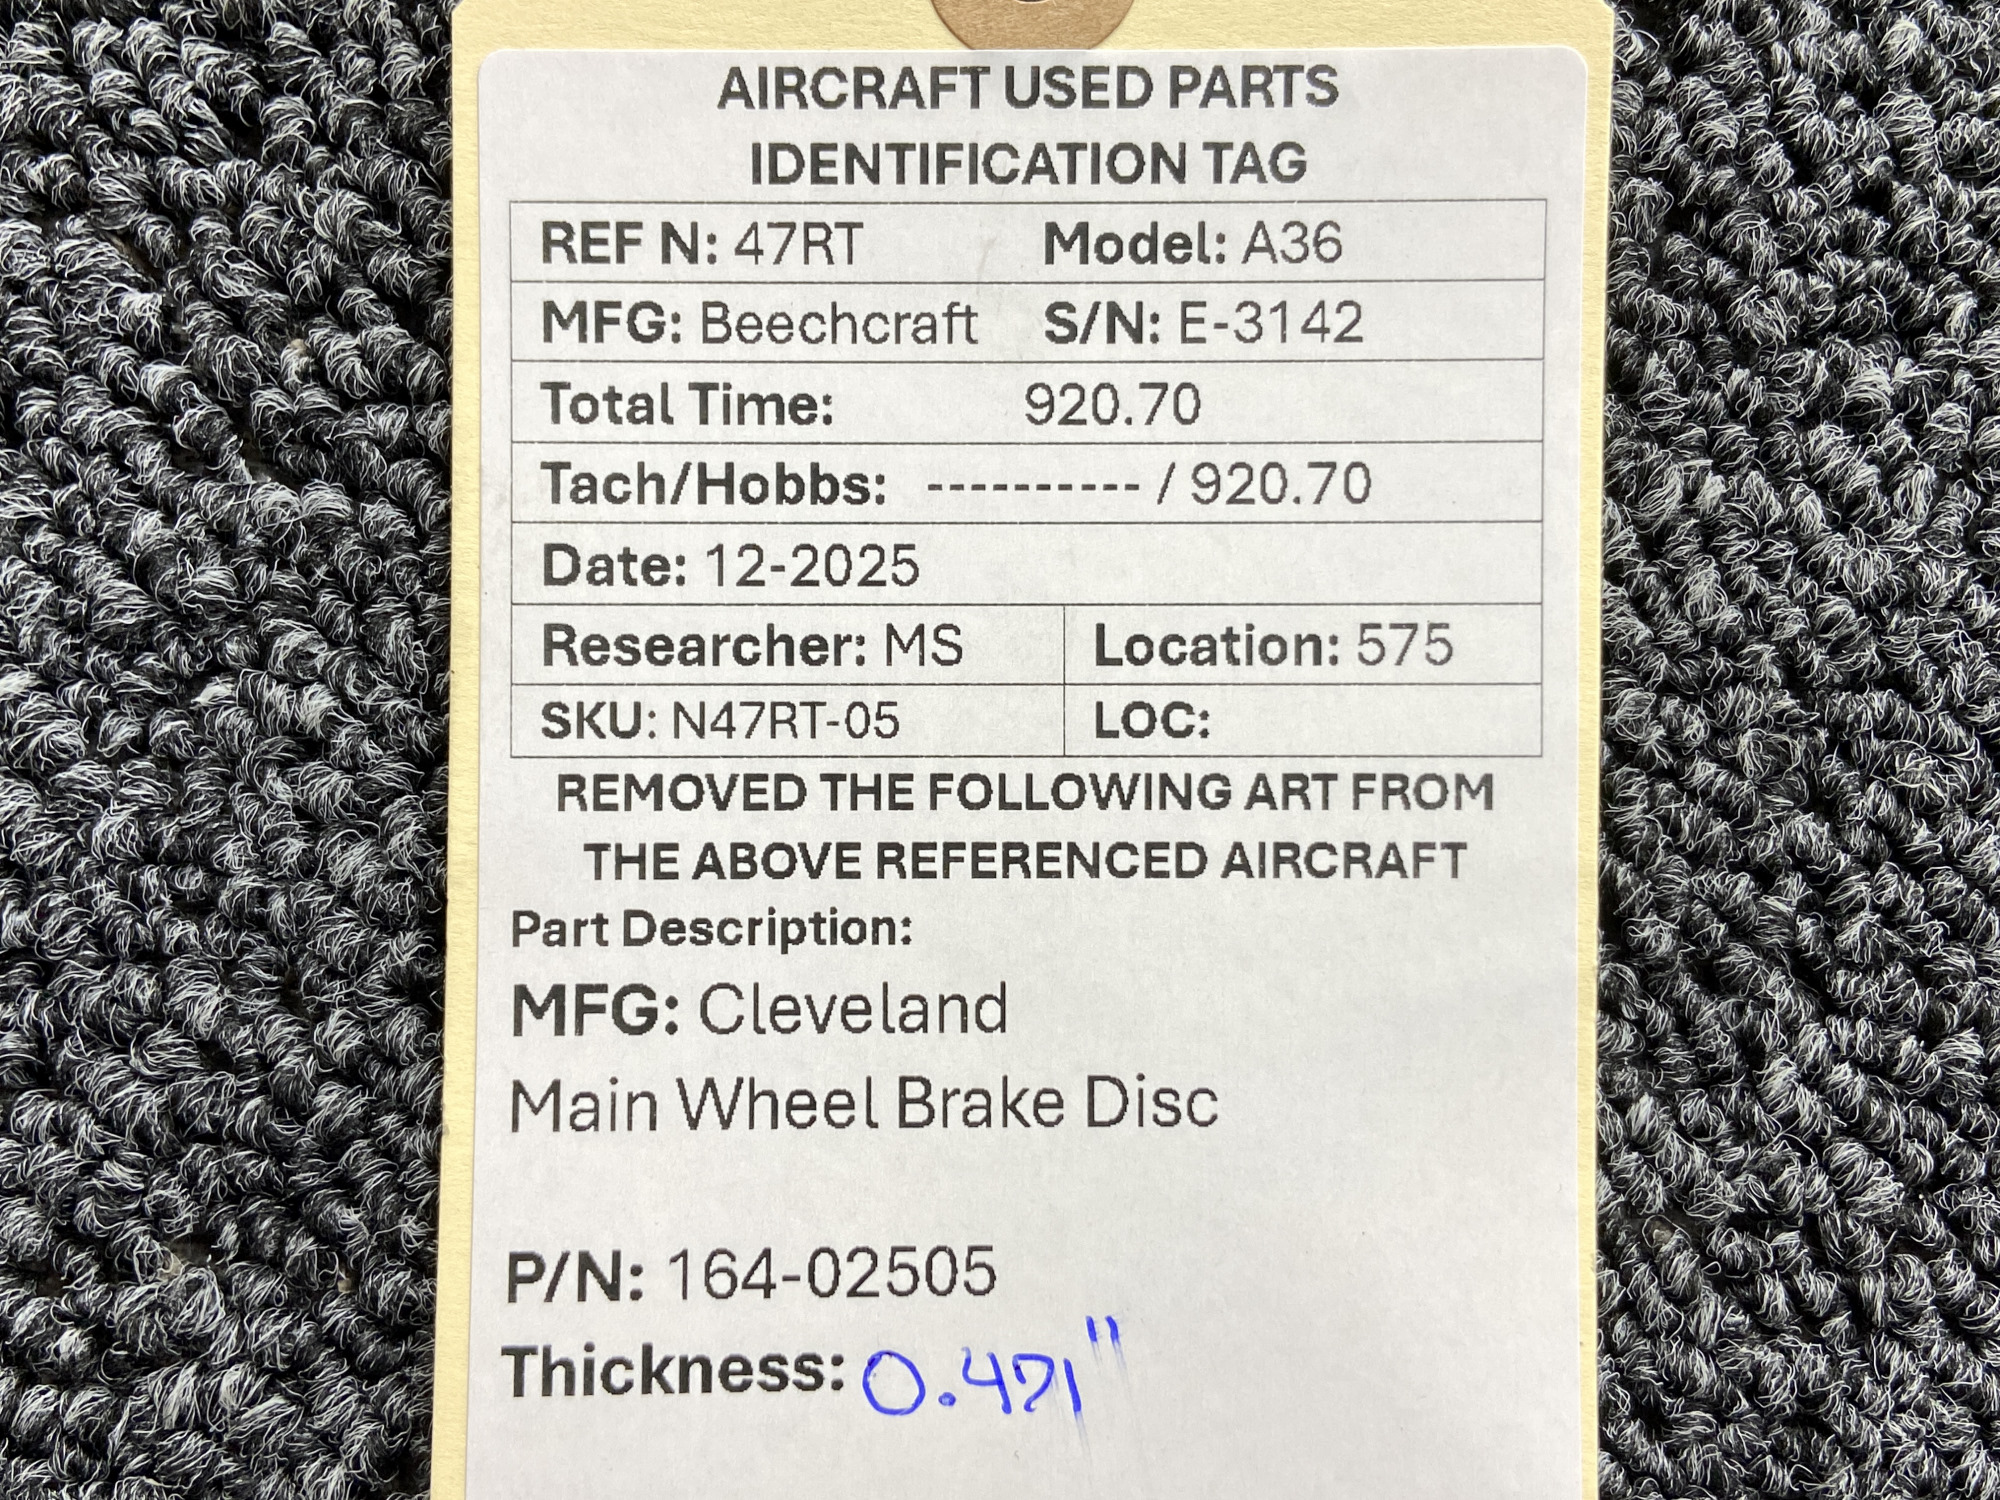 AIRCRAFT USED PARTS
IDENTIFICATION TAG
REF N: 47RT Model: A36
MFG: Beechcraft S/N: E-3142
Total Time: 920.70
Tach/Hobbs: ---------- / 920.70
Date: 12-2025
Researcher: MS Location: 575
SKU: N47RT-05 LOC:
REMOVED THE FOLLOWING ART FROM
THE ABOVE REFERENCED AIRCRAFT
Part Description:
MFG: Cleveland
Main Wheel Brake Disc
P/N: 164-02505
Thickness: 0.471"